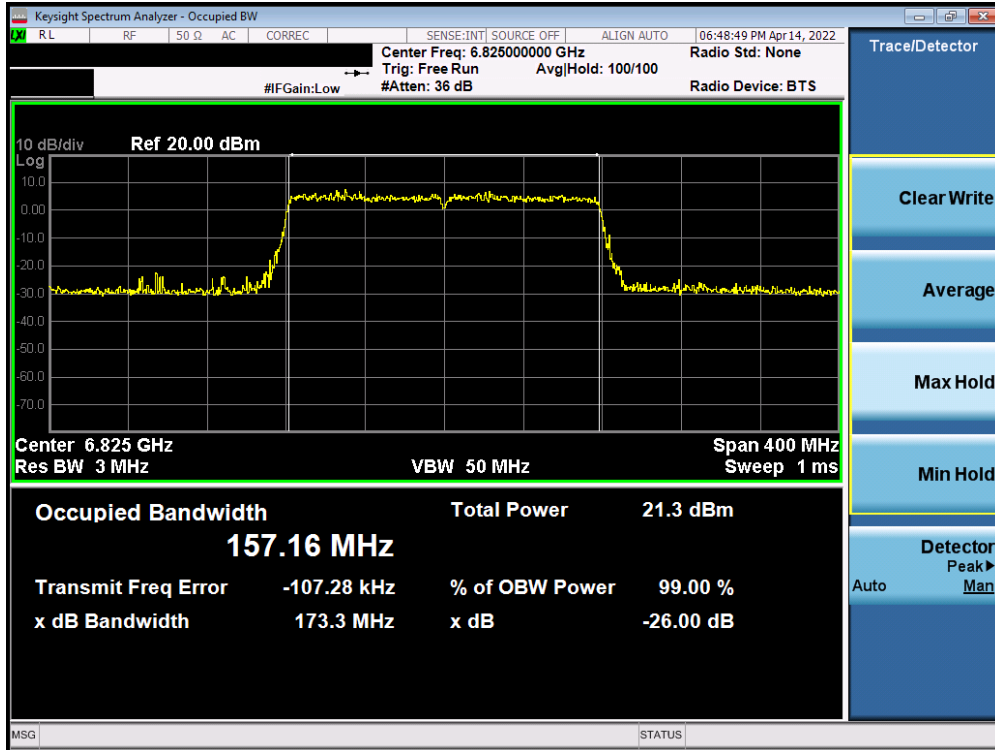 Keysight Spectrum Analyzer - Occupied BW
LXI RL RF 50 Ω AC CORREC SENSE:INT SOURCE OFF ALIGN AUTO 06:48:49 PM Apr 14, 2022
Center Freq: 6.825000000 GHz Radio Std: None
Trig: Free Run Avg|Hold: 100/100
#IFGain:Low #Atten: 36 dB Radio Device: BTS
Trace/Detector
10 dB/div Ref 20.00 dBm
Log
10.0
0.00
-10.0
-20.0
-30.0
-40.0
-50.0
-60.0
-70.0
Center 6.825 GHz Span 400 MHz
Res BW 3 MHz VBW 50 MHz Sweep 1 ms
Occupied Bandwidth Total Power 21.3 dBm
157.16 MHz
Transmit Freq Error -107.28 kHz % of OBW Power 99.00 %
x dB Bandwidth 173.3 MHz x dB -26.00 dB
Clear Write
Average
Max Hold
Min Hold
Detector
Peak▶
Auto Man
MSG STATUS